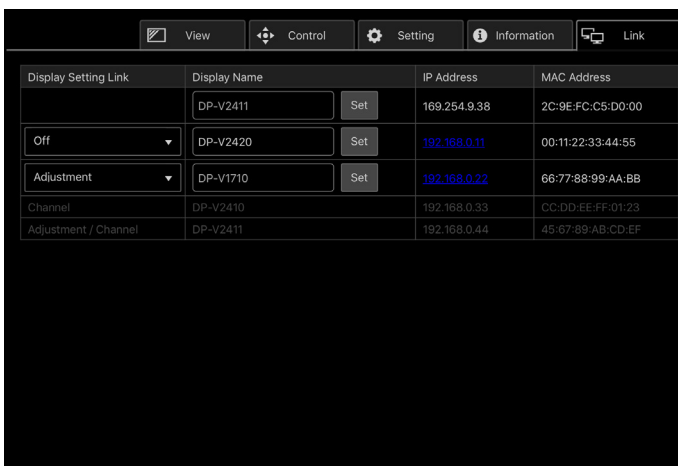 View Control Setting Information Link
Display Setting Link Display Name IP Address MAC Address
DP-V2411 Set 169.254.9.38 2C:9E:FC:C5:D0:00
Off DP-V2420 Set 192.168.0.11 00:11:22:33:44:55
Adjustment DP-V1710 Set 192.168.0.22 66:77:88:99:AA:BB
Channel DP-V2410 192.168.0.33 CC:DD:EE:FF:01:23
Adjustment / Channel DP-V2411 192.168.0.44 45:67:89:AB:CD:EF